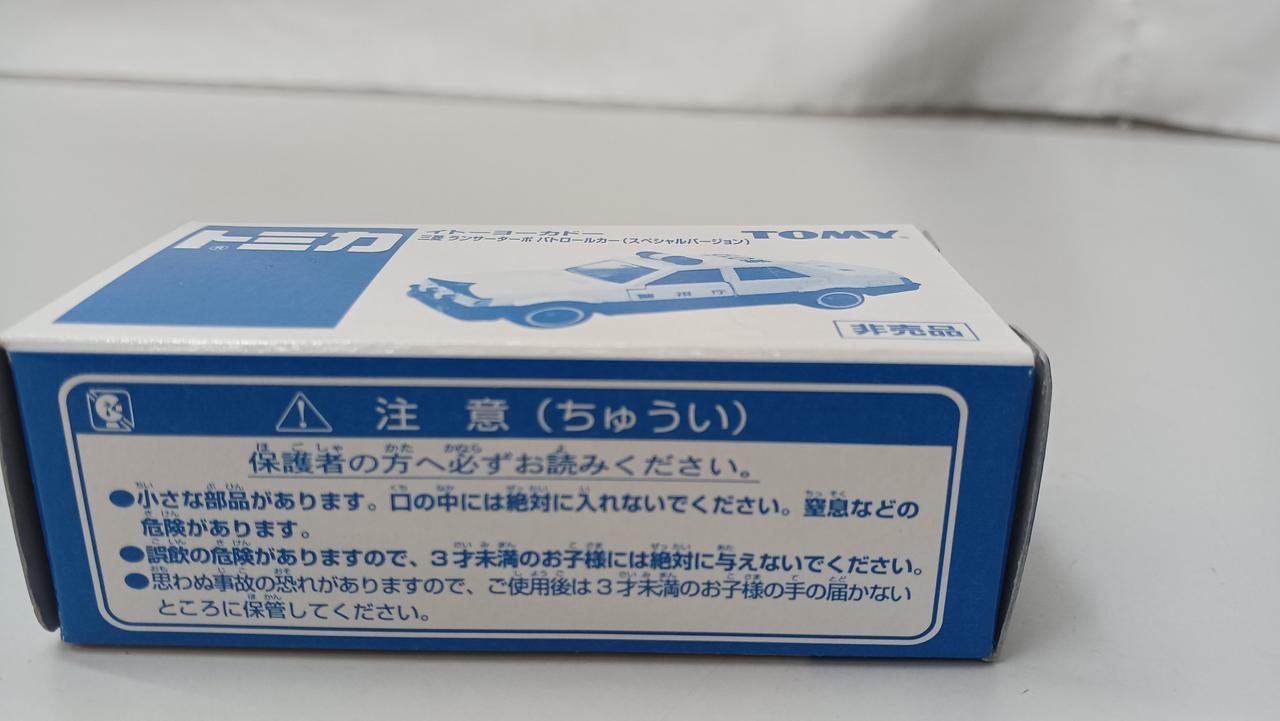 トミカ
イトーヨーカドー
三菱 ランサーターボ パトロールカー(スペシャルバージョン)
TOMY
警視庁
非売品
注 意(ちゅうい)
保護者の方へ必ずお読みください。
●小さな部品があります。口の中には絶対に入れないでください。窒息などの
危険があります。
●誤飲の危険がありますので、3才未満のお子様には絶対に与えないでください。
●思わぬ事故の恐れがありますので、ご使用後は3才未満のお子様の手の届かない
ところに保管してください。